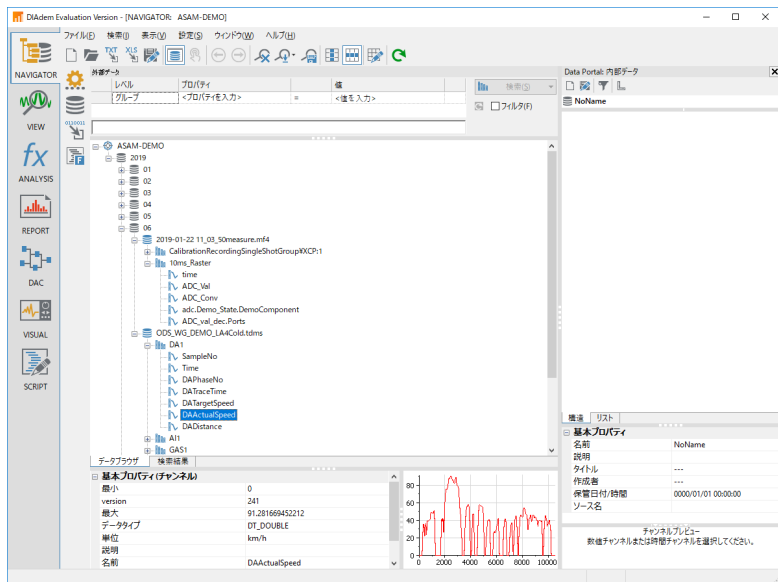 DIAdem Evaluation Version - [NAVIGATOR: ASAM-DEMO]
ファイル(F) 検索(I) 表示(V) 設定(S) ウィンドウ(W) ヘルプ(H)
TXT XLS
NAVIGATOR
VIEW
fx
ANALYSIS
REPORT
DAC
VISUAL
SCRIPT
外部データ
レベル プロパティ 値
グループ <プロパティを入力> = <値を入力>
検索(S)
フィルタ(F)
ASAM-DEMO
2019
01
02
03
04
05
06
2019-01-22 11_03_50measure.mf4
CalibrationRecordingSingleShotGroup¥XCP:1
10ms_Raster
time
ADC_Val
ADC_Conv
adc.Demo_State.DemoComponent
ADC_val_dec.Ports
ODS_WG_DEMO_LA4Cold.tdms
DA1
SampleNo
Time
DAPhaseNo
DATraceTime
DATargetSpeed
DAActualSpeed
DADistance
AI1
GAS1
データブラウザ 検索結果
基本プロパティ(チャンネル)
最小 0
version 241
最大 91.281669452212
データタイプ DT_DOUBLE
単位 km/h
説明
名前 DAActualSpeed
80
60
40
20
0
0 2000 4000 6000 8000 10000
Data Portal: 内部データ
NoName
構造 リスト
基本プロパティ
名前 NoName
説明
タイトル ---
作成者 ---
保管日付/時間 0000/01/01 00:00:00
ソース名
チャンネルプレビュー
数値チャンネルまたは時間チャンネルを選択してください。